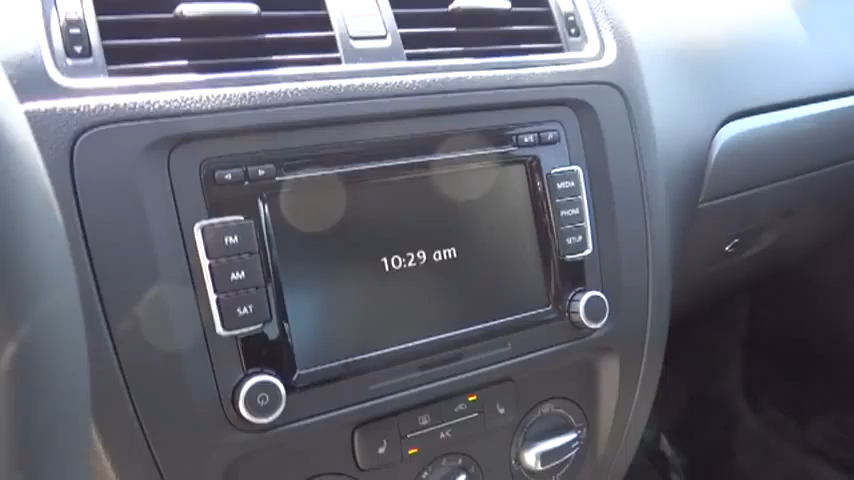 MEDIA
FM
PHONE
AM
SETUP
10:29 am
SAT
A/C